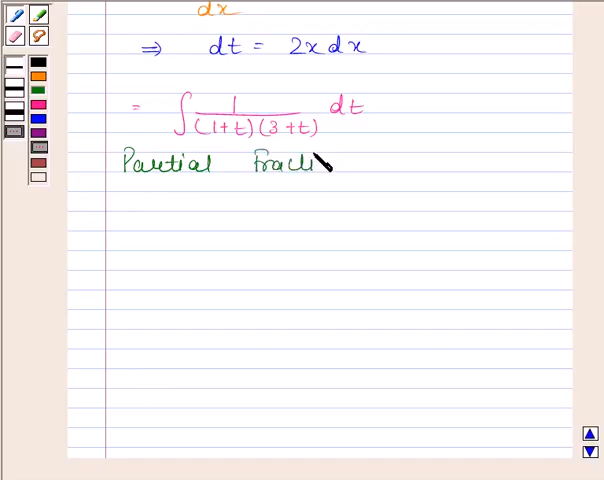 dx
⇒ dt = 2x dx
= ∫ 1/((1+t)(3+t)) dt
Partial Fracti